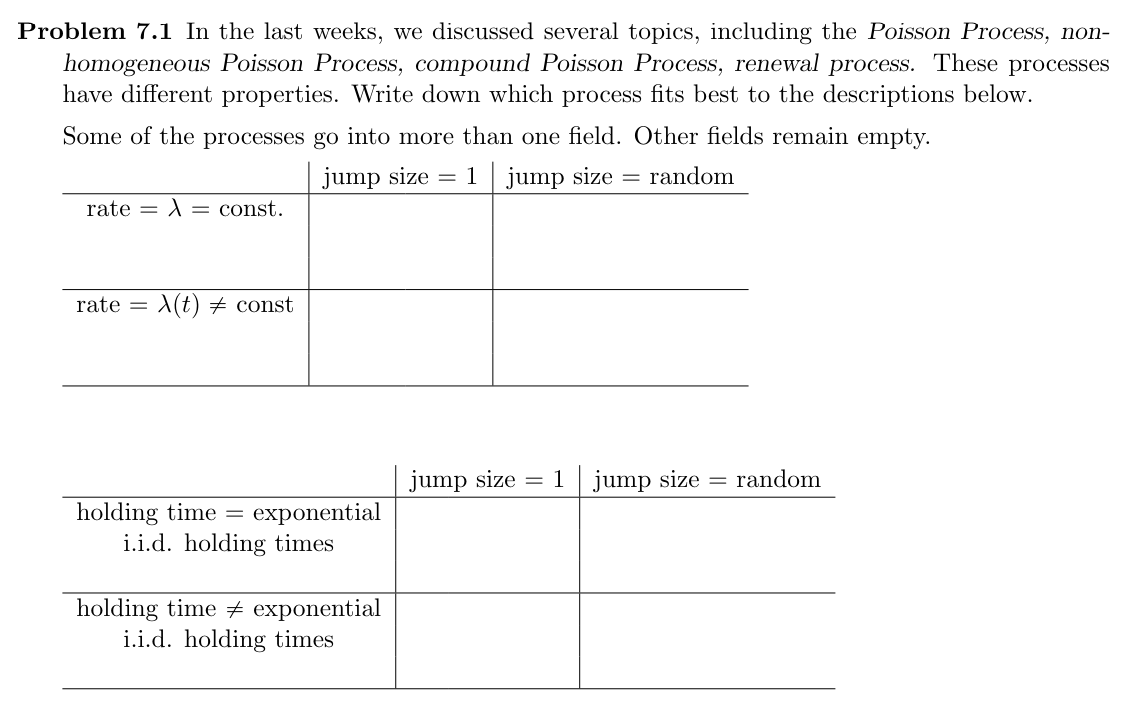 Problem 7.1 In the last weeks, we discussed several topics, including the Poisson Process, non-
homogeneous Poisson Process, compound Poisson Process, renewal process. These processes
have different properties. Write down which process fits best to the descriptions below.
Some of the processes go into more than one field. Other fields remain empty.
jump size = 1 jump size = random
rate = λ = const.
rate = λ(t) ≠ const
jump size = 1 jump size = random
holding time = exponential
i.i.d. holding times
holding time ≠ exponential
i.i.d. holding times